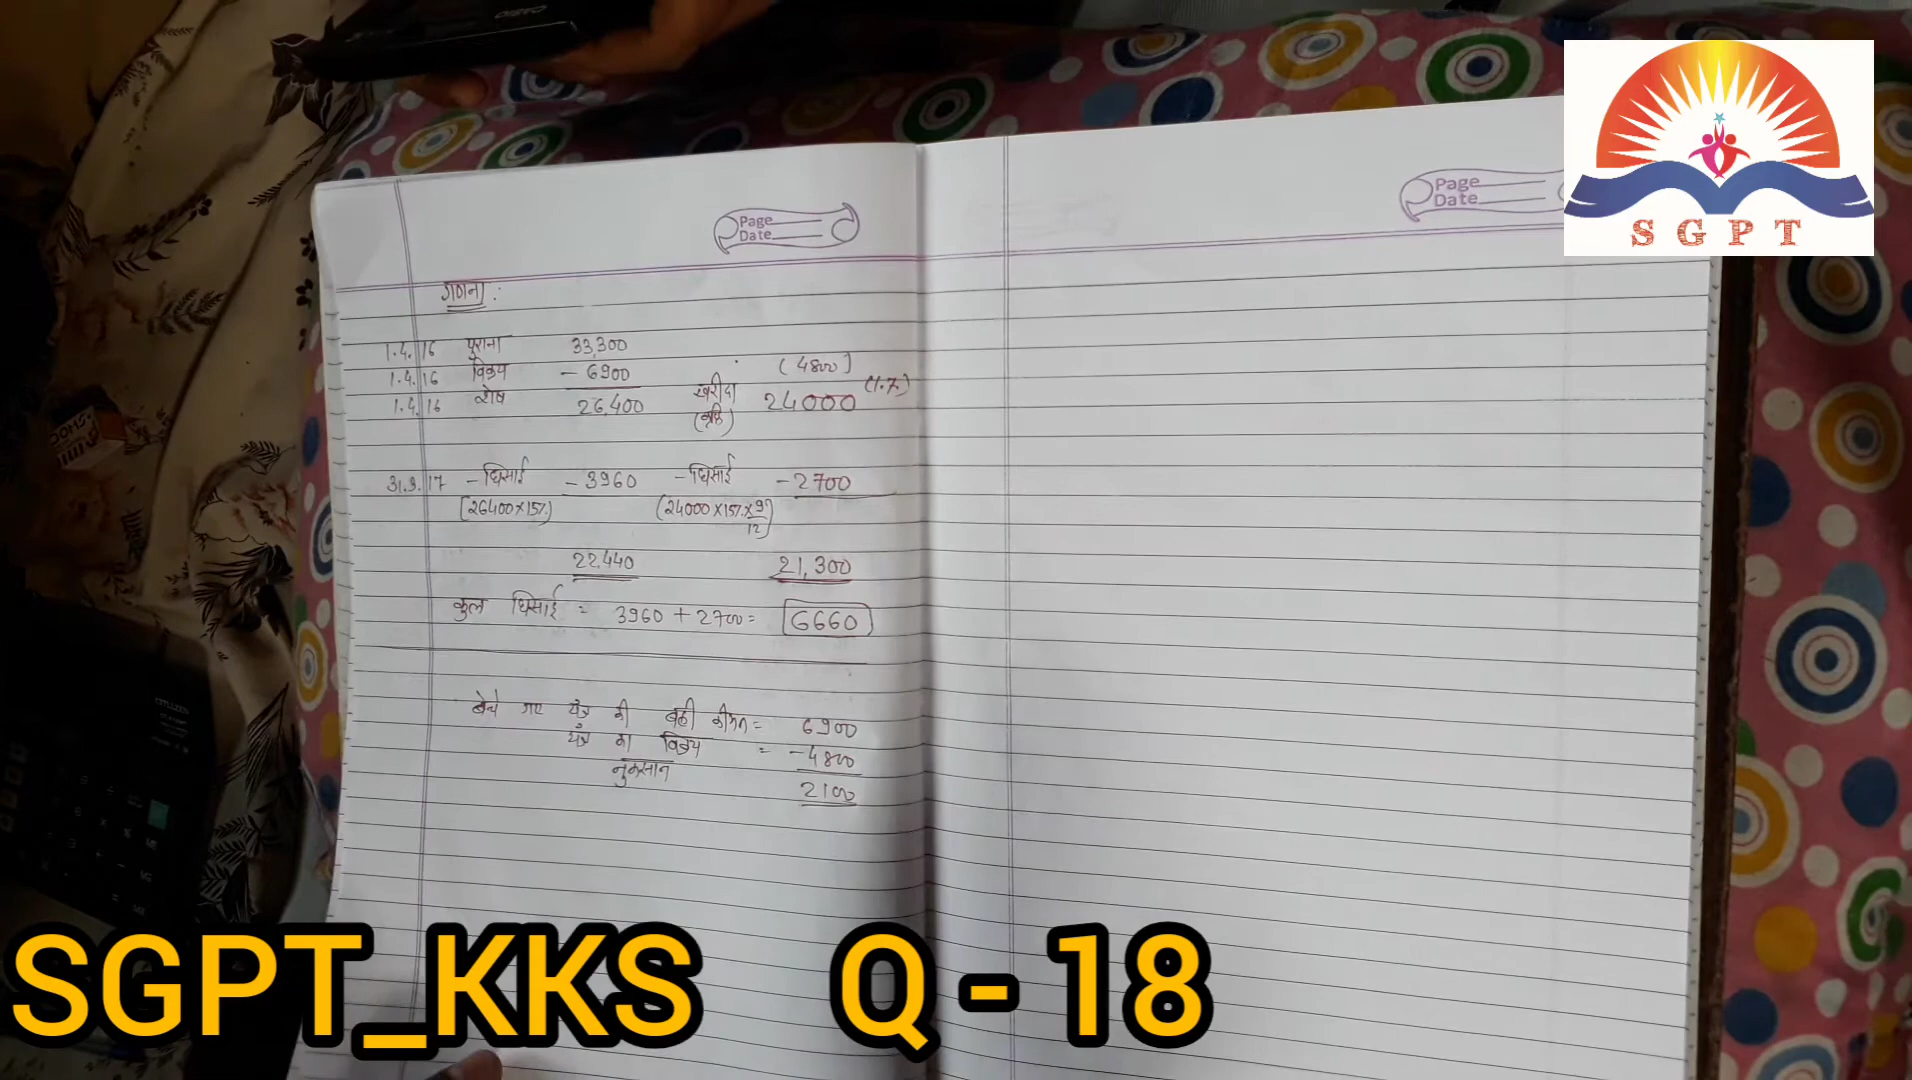 Page
Date
Page
Date
SGPT
गणना :
1.4.16 पुराना 33,300
1.4.16 विक्रय - 6900 (4800)
1.4.16 शेष 26,400 खरीदा 24000 (1.7.)
(वृद्धि)
31.3.17 - घिसाई - 3960 - घिसाई - 2700
[26400×15%] (24000×15%×9/12)
22,440 21,300
कुल घिसाई = 3960 + 2700 = 6660
बेचे गए यंत्र की बही कीमत = 6900
यंत्र का विक्रय = - 4800
नुकसान 2100
SGPT_KKS Q - 18